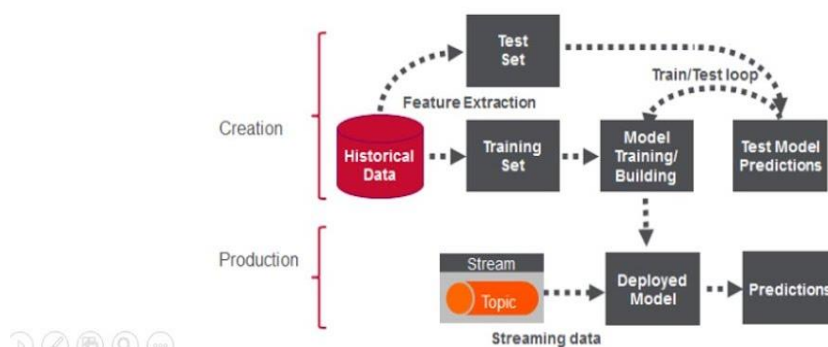 Creation
Test
Set
Train/Test loop
Feature Extraction
Historical
Data
Training
Set
Model
Training/
Building
Test Model
Predictions
Production
Stream
Topic
Deployed
Model
Predictions
Streaming data